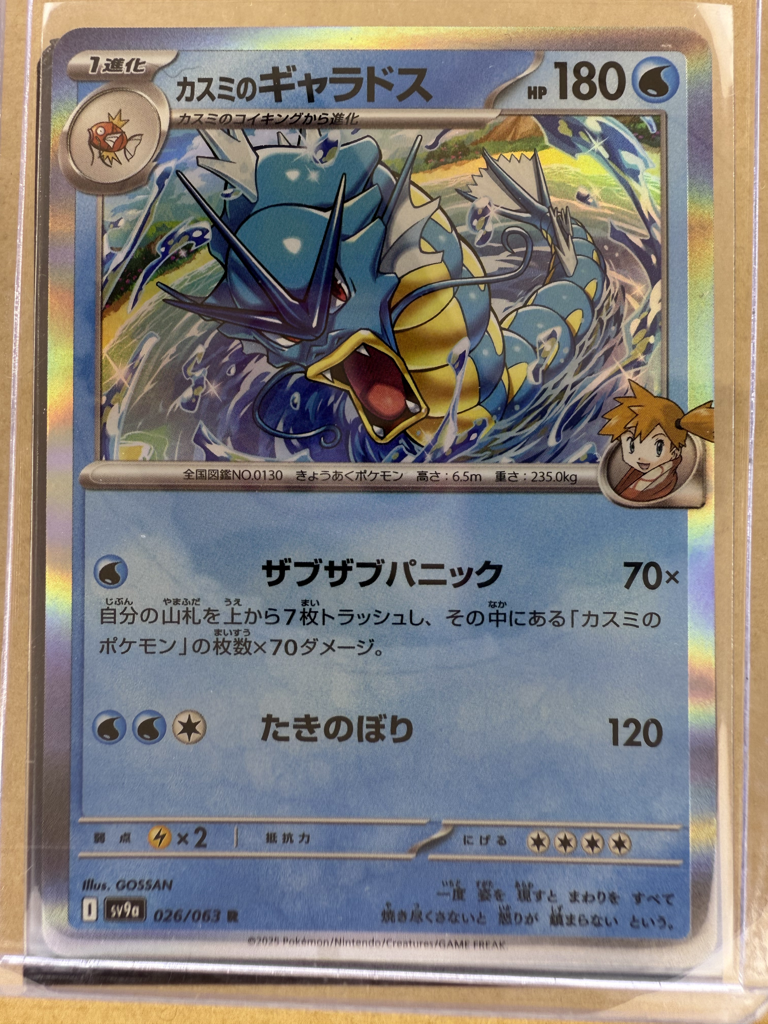 1進化
カスミのギャラドス
HP 180
カスミのコイキングから進化
全国図鑑NO.0130 きょうあくポケモン 高さ:6.5m 重さ:235.0kg
ザブザブパニック 70×
自分の山札を上から7枚トラッシュし、その中にある「カスミの
ポケモン」の枚数×70ダメージ。
たきのぼり 120
弱点 ×2 抵抗力 にげる
Illus. GOSSAN
一度 姿を 現すと まわりを すべて
焼き尽くさないと 怒りが 鎮まらない という。
I sv9a 026/063 R
©2025 Pokémon/Nintendo/Creatures/GAME FREAK